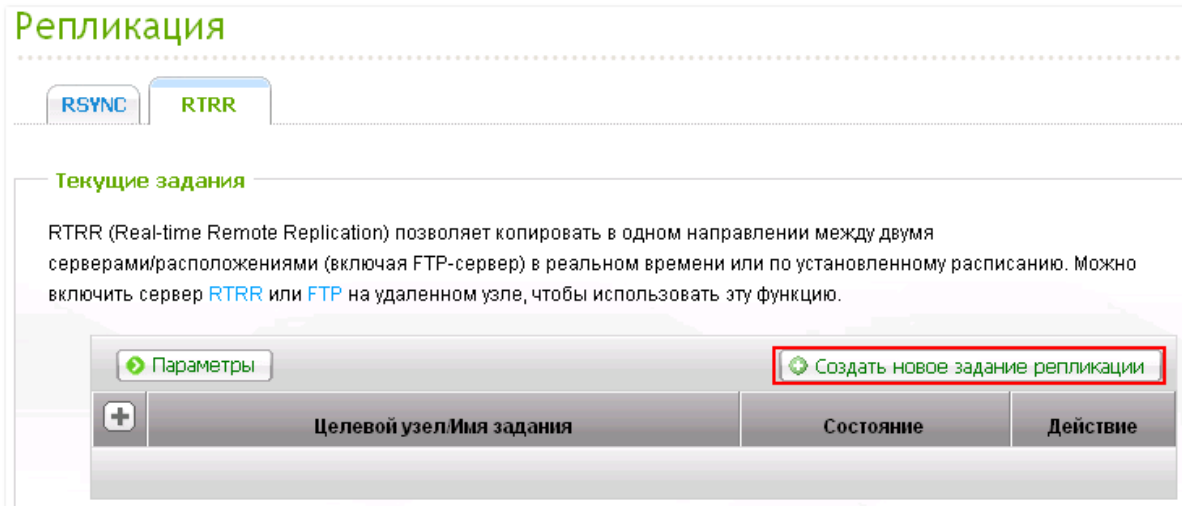 Репликация
RSYNC RTRR
Текущие задания
RTRR (Real-time Remote Replication) позволяет копировать в одном направлении между двумя
серверами/расположениями (включая FTP-сервер) в реальном времени или по установленному расписанию. Можно
включить сервер RTRR или FTP на удаленном узле, чтобы использовать эту функцию.
Параметры Создать новое задание репликации
Целевой узел/Имя задания Состояние Действие